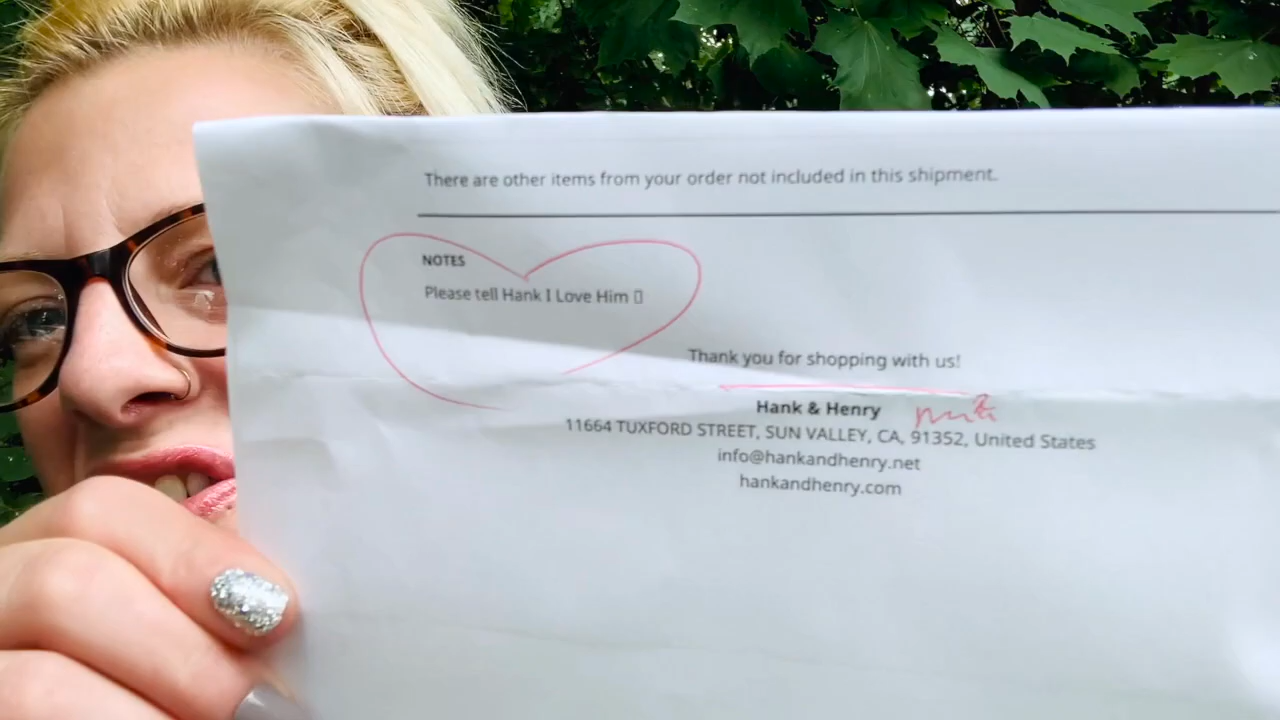 There are other items from your order not included in this shipment.
NOTES
Please tell Hank I Love Him
Thank you for shopping with us!
Hank & Henry
11664 TUXFORD STREET, SUN VALLEY, CA, 91352, United States
info@hankandhenry.net
hankandhenry.com